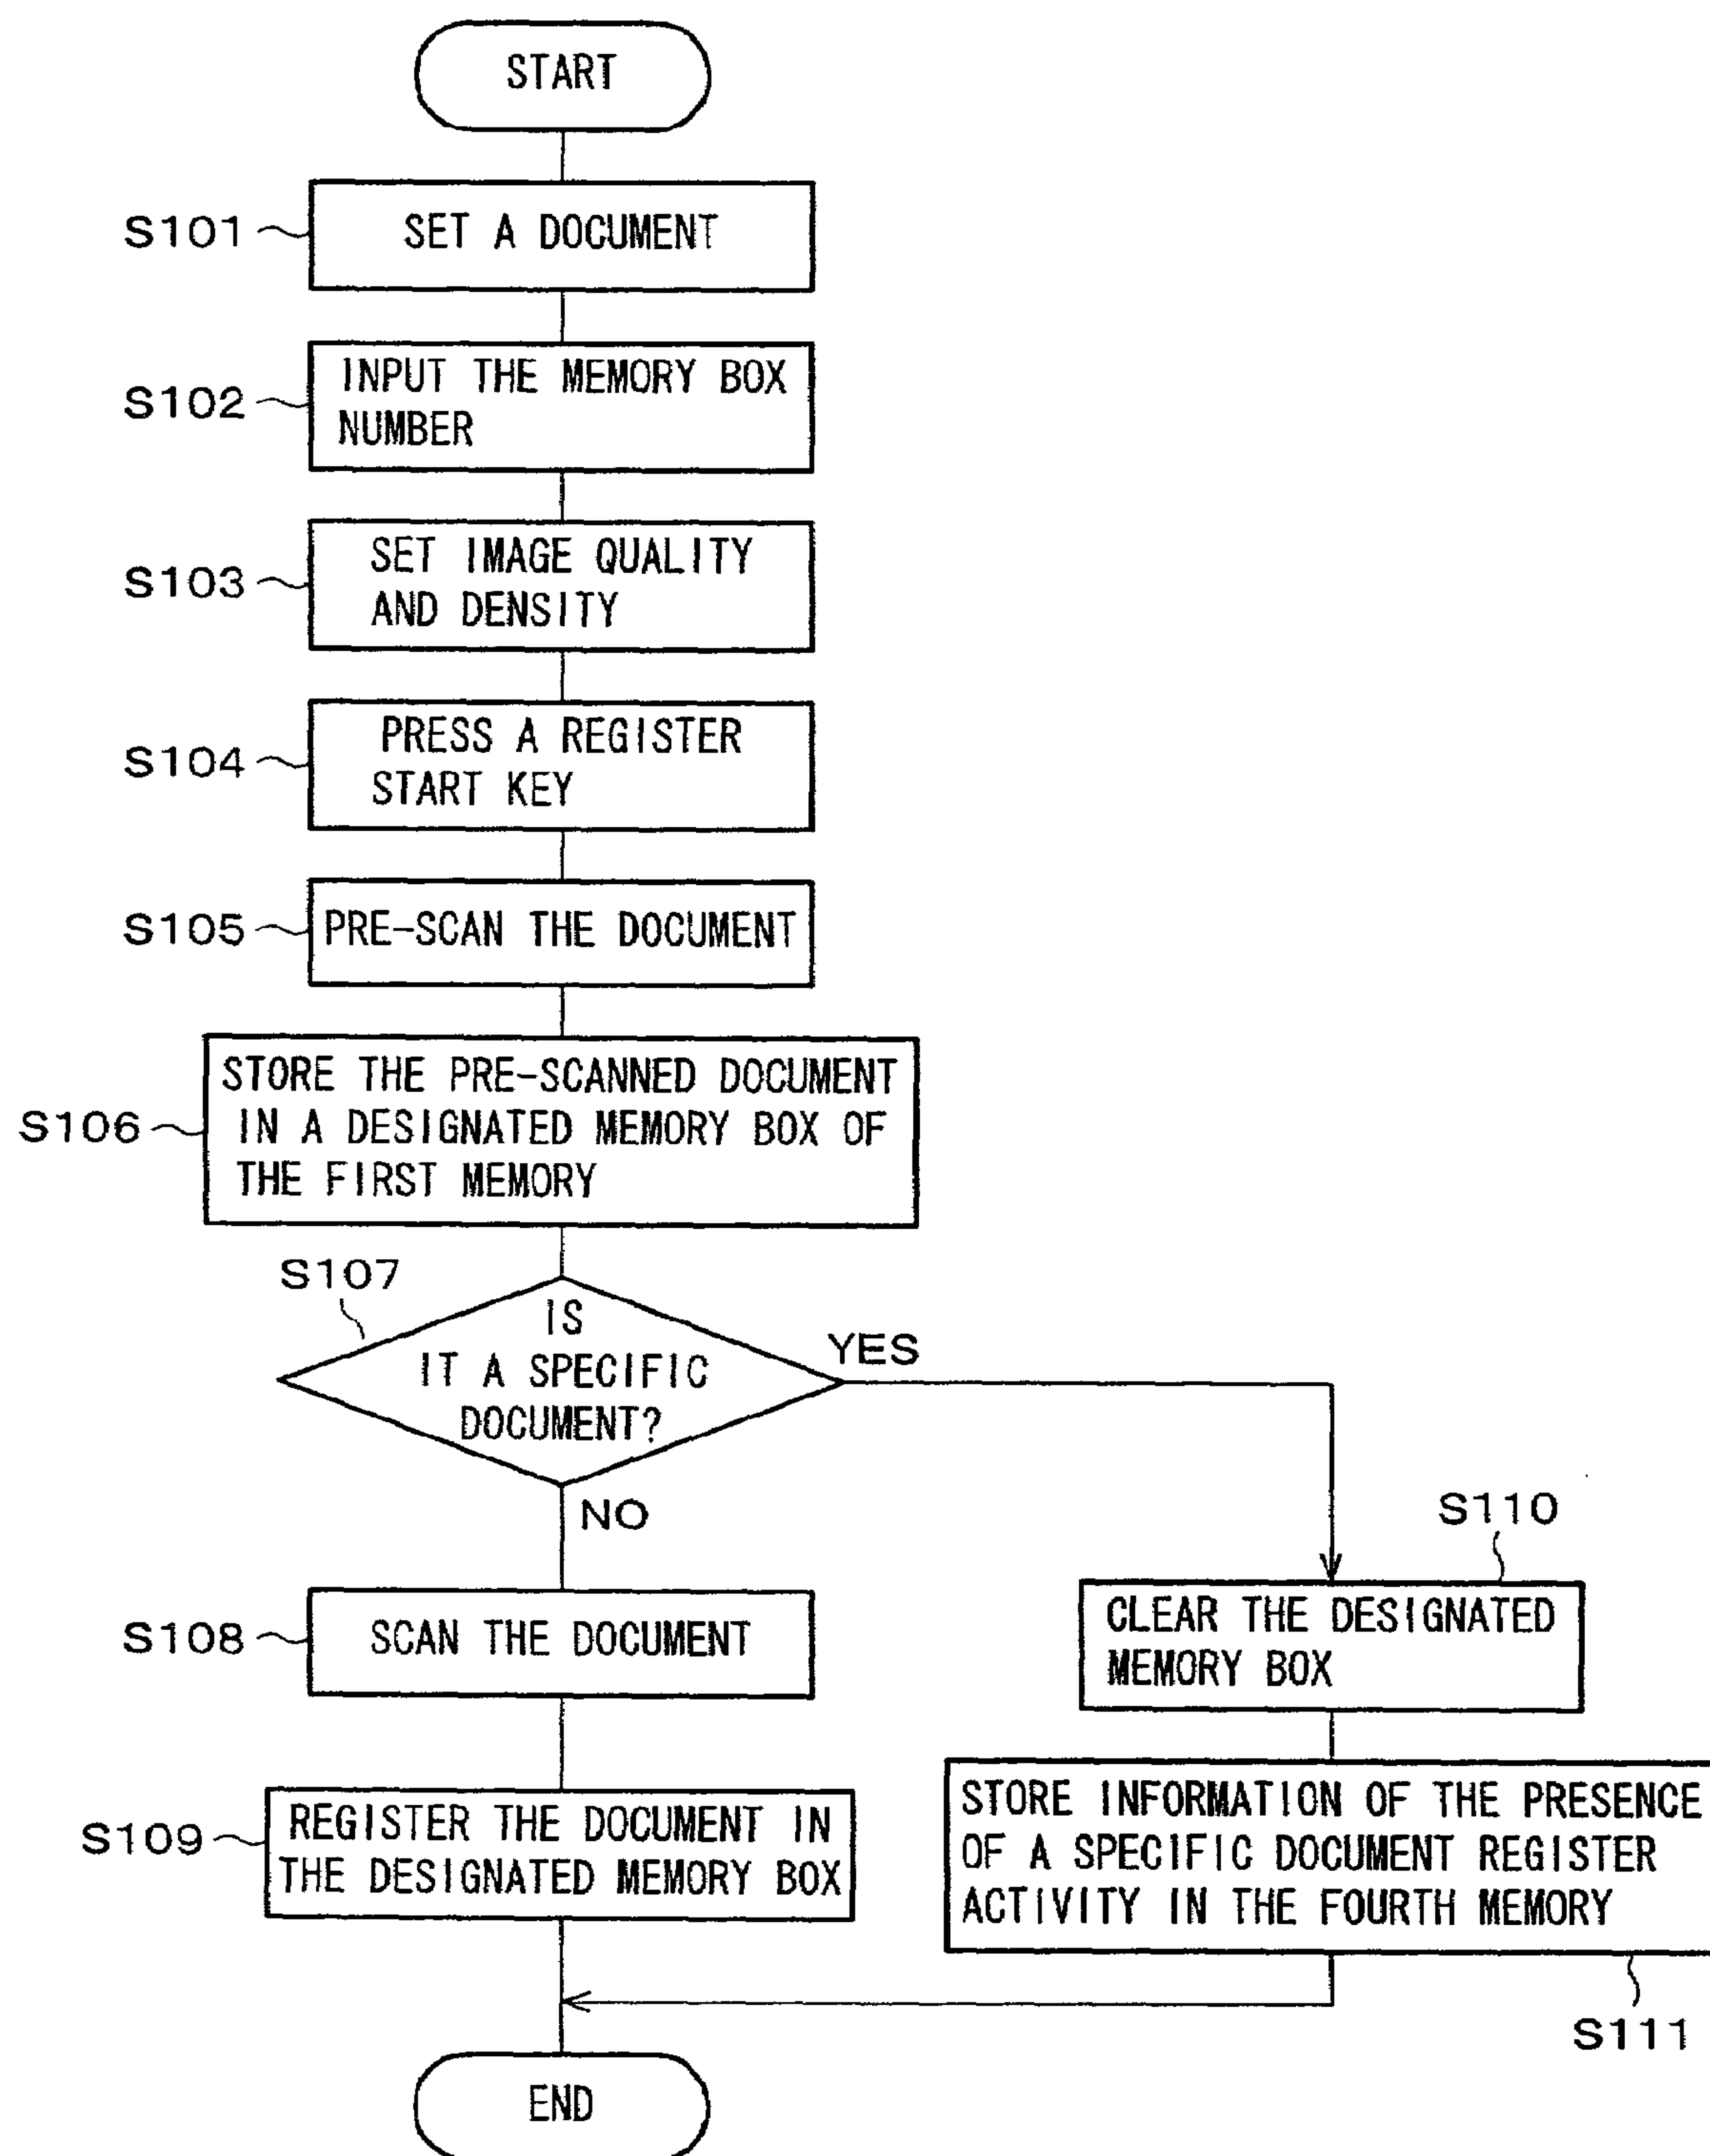 START
S101
SET A DOCUMENT
S102
INPUT THE MEMORY BOX
NUMBER
S103
SET IMAGE QUALITY
AND DENSITY
S104
PRESS A REGISTER
START KEY
S105
PRE-SCAN THE DOCUMENT
S106
STORE THE PRE-SCANNED DOCUMENT
IN A DESIGNATED MEMORY BOX OF
THE FIRST MEMORY
S107
IS
IT A SPECIFIC
DOCUMENT?
YES
NO
S108
SCAN THE DOCUMENT
S109
REGISTER THE DOCUMENT IN
THE DESIGNATED MEMORY BOX
S110
CLEAR THE DESIGNATED
MEMORY BOX
STORE INFORMATION OF THE PRESENCE
OF A SPECIFIC DOCUMENT REGISTER
ACTIVITY IN THE FOURTH MEMORY
S111
END